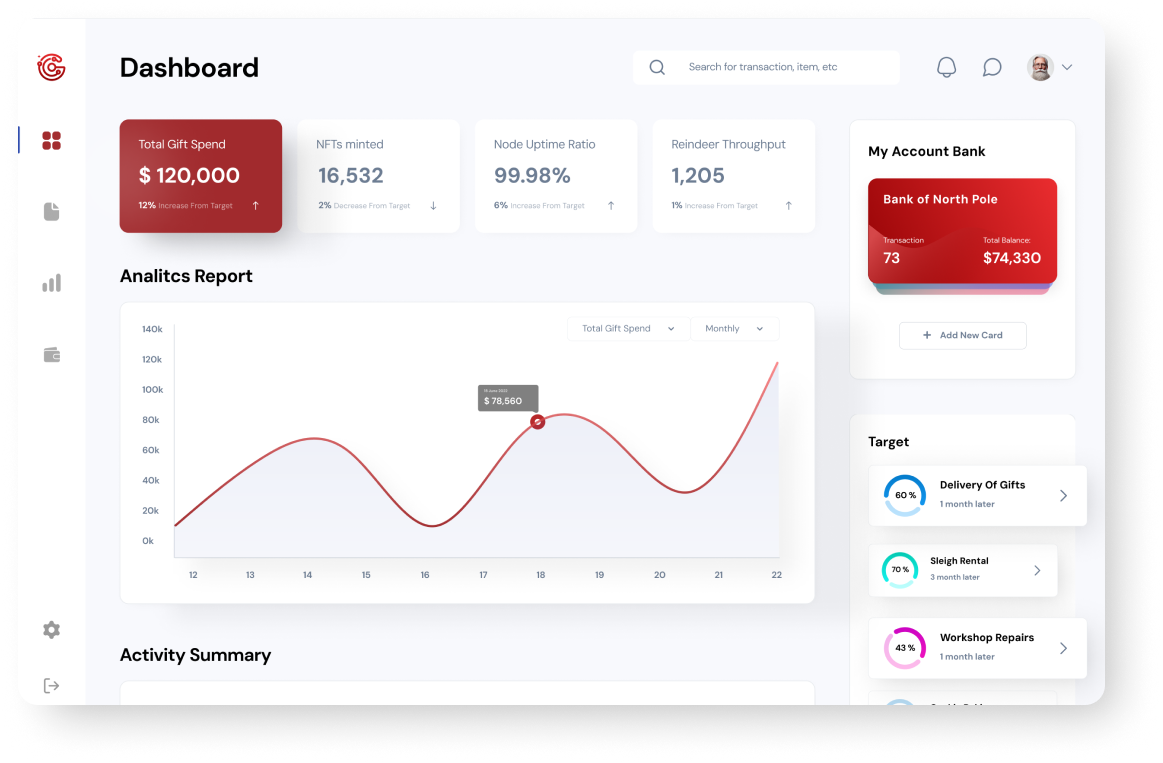 Dashboard
Search for transaction, item, etc
Total Gift Spend
$ 120,000
12% Increase From Target
NFTs minted
16,532
2% Decrease From Target
Node Uptime Ratio
99.98%
6% Increase From Target
Reindeer Throughput
1,205
1% Increase From Target
My Account Bank
Bank of North Pole
Transaction
73
Total Balance:
$74,330
+ Add New Card
Analitcs Report
Total Gift Spend
Monthly
140k
120k
100k
80k
60k
40k
20k
0k
$ 78,560
12 13 14 15 16 17 18 19 20 21 22
Target
60 %
Delivery Of Gifts
1 month later
70 %
Sleigh Rental
3 month later
43 %
Workshop Repairs
1 month later
Activity Summary